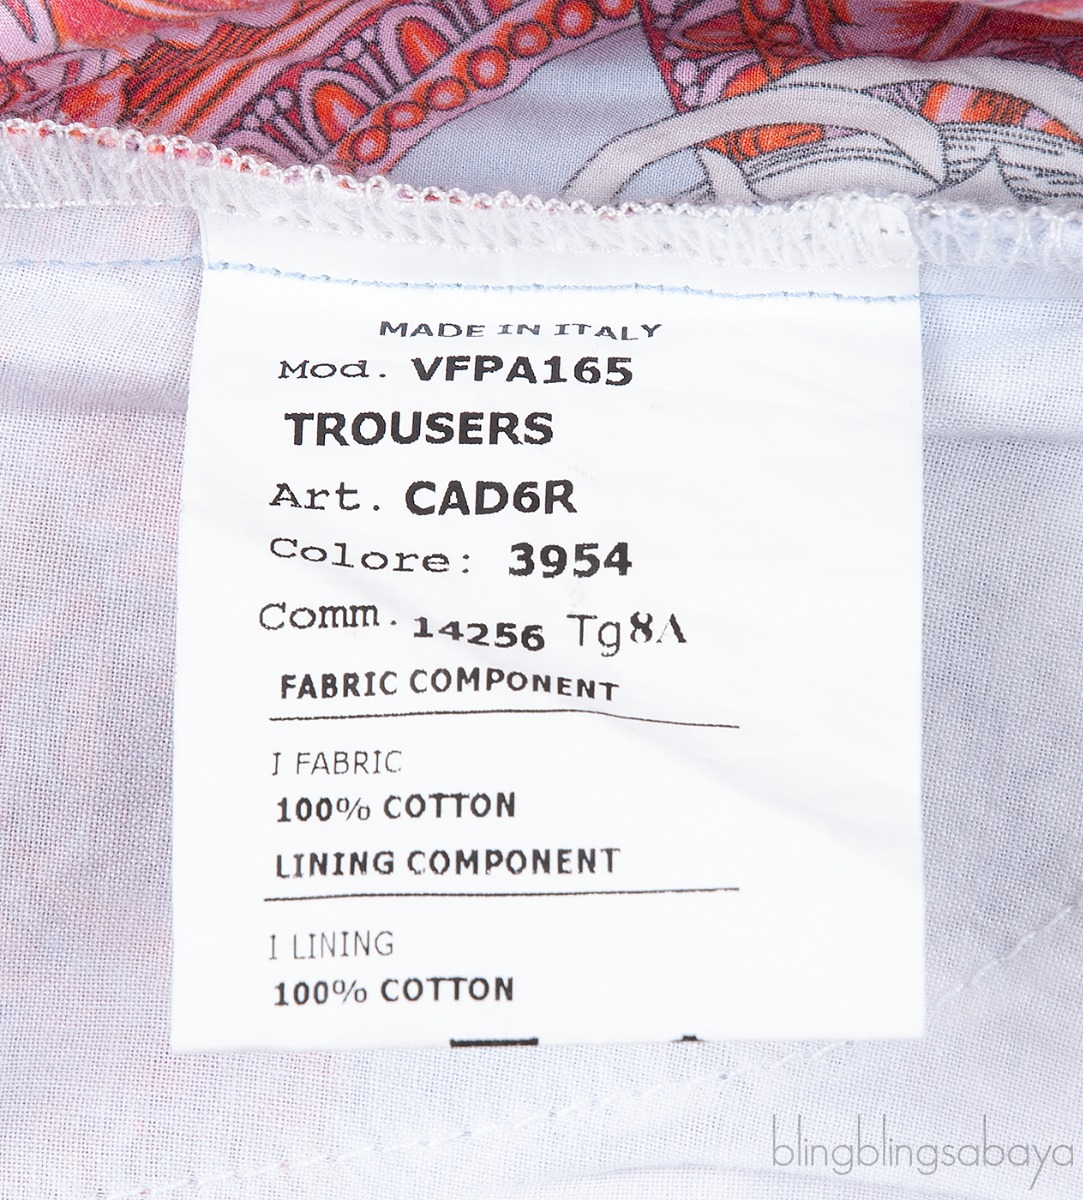 MADE IN ITALY
Mod. VFPA165
TROUSERS
Art. CAD6R
Colore: 3954
Comm. 14256 Tg8A
FABRIC COMPONENT
I FABRIC
100% COTTON
LINING COMPONENT
I LINING
100% COTTON
blingblingsabaya